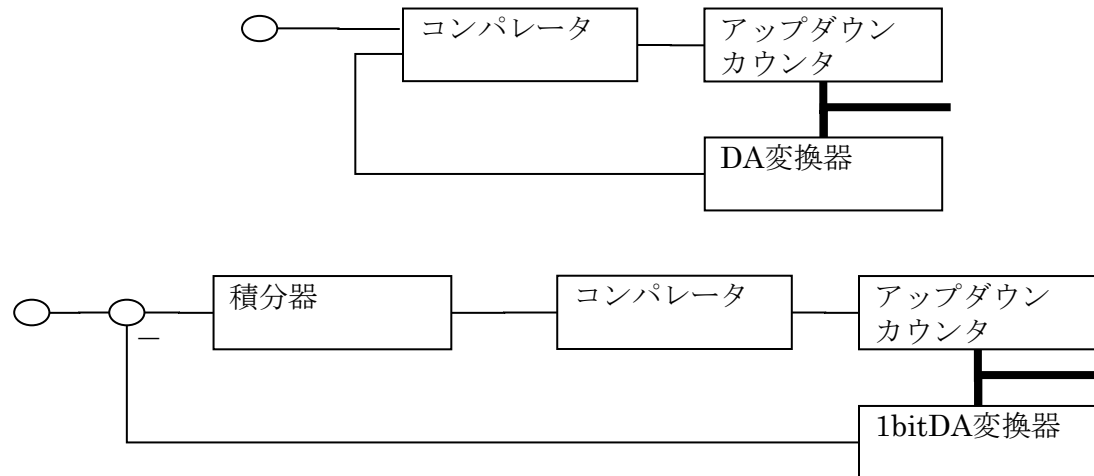 コンパレータ
アップダウン
カウンタ
DA変換器
積分器
コンパレータ
アップダウン
カウンタ
－
1bitDA変換器